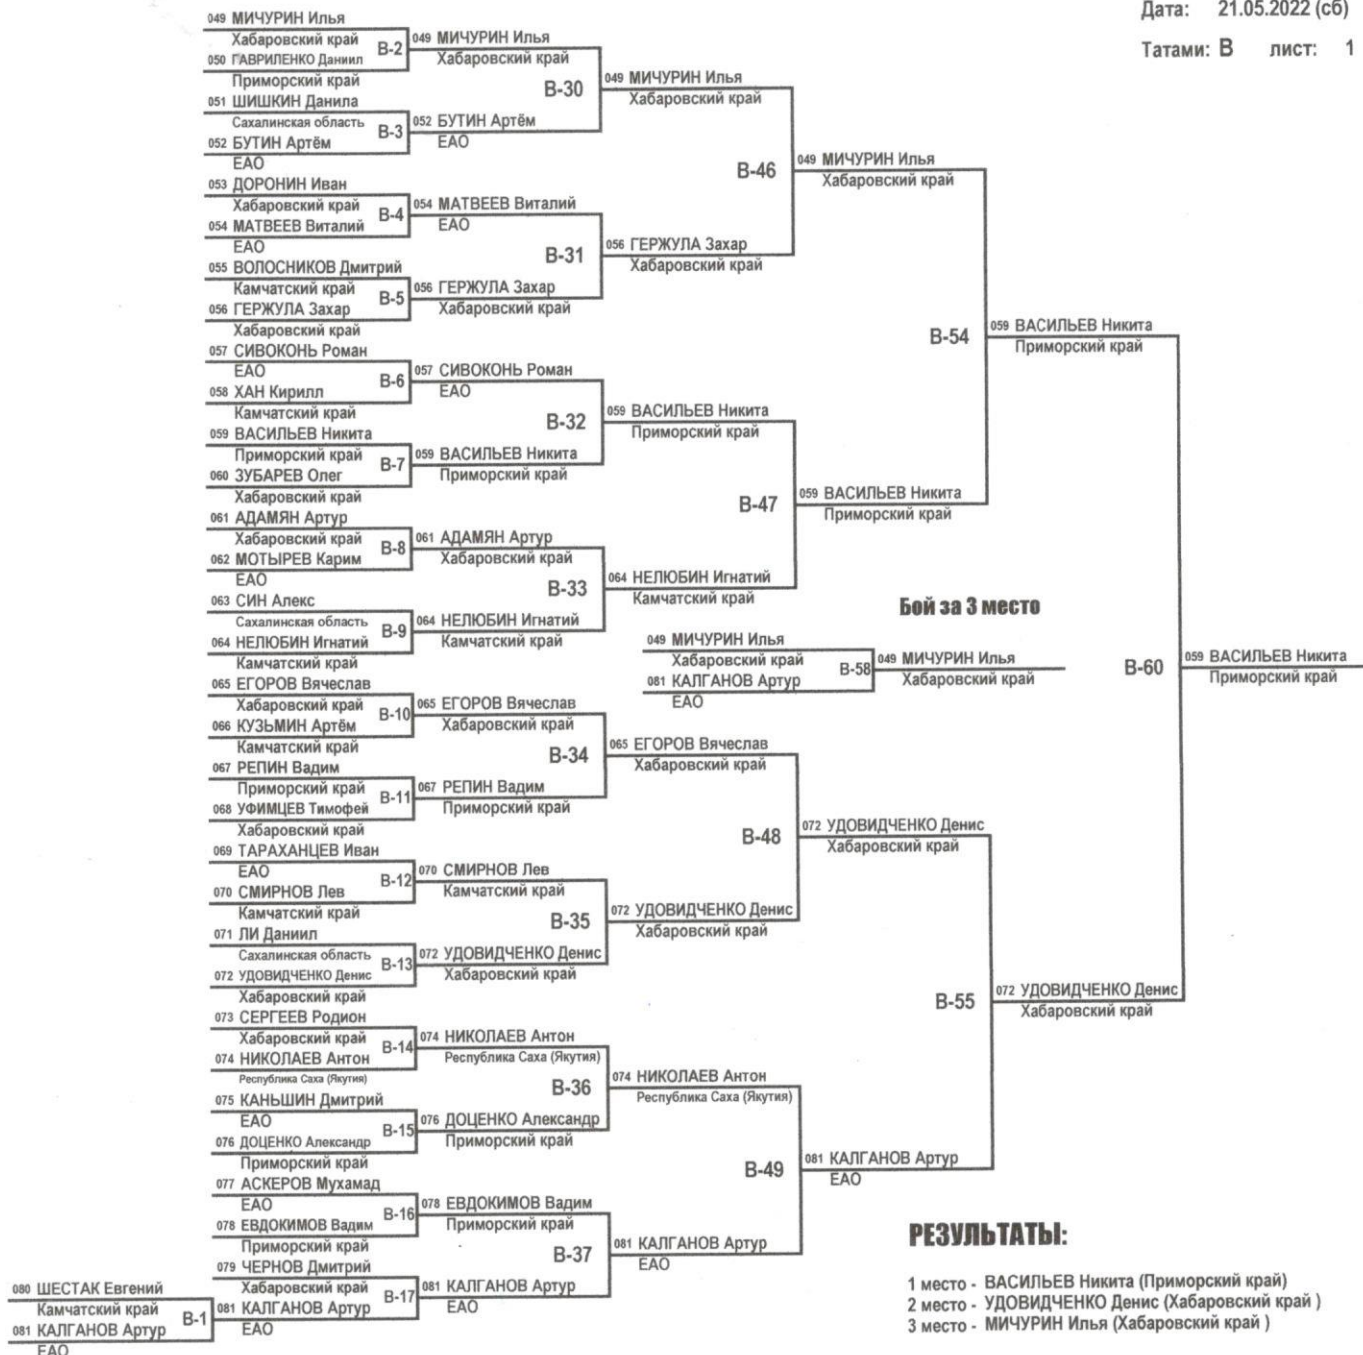 Дата: 21.05.2022 (сб)
Татами: В лист: 1
049 МИЧУРИН Илья
Хабаровский край
В-2
050 ГАВРИЛЕНКО Даниил
Приморский край
051 ШИШКИН Данила
Сахалинская область
В-3
052 БУТИН Артём
ЕАО
053 ДОРОНИН Иван
Хабаровский край
В-4
054 МАТВЕЕВ Виталий
ЕАО
055 ВОЛОСНИКОВ Дмитрий
Камчатский край
В-5
056 ГЕРЖУЛА Захар
Хабаровский край
057 СИВОКОНЬ Роман
ЕАО
В-6
058 ХАН Кирилл
Камчатский край
059 ВАСИЛЬЕВ Никита
Приморский край
В-7
060 ЗУБАРЕВ Олег
Хабаровский край
061 АДАМЯН Артур
Хабаровский край
В-8
062 МОТЫРЕВ Карим
ЕАО
063 СИН Алекс
Сахалинская область
В-9
064 НЕЛЮБИН Игнатий
Камчатский край
065 ЕГОРОВ Вячеслав
Хабаровский край
В-10
066 КУЗЬМИН Артём
Камчатский край
067 РЕПИН Вадим
Приморский край
В-11
068 УФИМЦЕВ Тимофей
Хабаровский край
069 ТАРАХАНЦЕВ Иван
ЕАО
В-12
070 СМИРНОВ Лев
Камчатский край
071 ЛИ Даниил
Сахалинская область
В-13
072 УДОВИДЧЕНКО Денис
Хабаровский край
073 СЕРГЕЕВ Родион
Хабаровский край
В-14
074 НИКОЛАЕВ Антон
Республика Саха (Якутия)
075 КАНЬШИН Дмитрий
ЕАО
В-15
076 ДОЦЕНКО Александр
Приморский край
077 АСКЕРОВ Мухамад
ЕАО
В-16
078 ЕВДОКИМОВ Вадим
Приморский край
079 ЧЕРНОВ Дмитрий
Хабаровский край
В-17
081 КАЛГАНОВ Артур
ЕАО
080 ШЕСТАК Евгений
Камчатский край
В-1
081 КАЛГАНОВ Артур
ЕАО
049 МИЧУРИН Илья
Хабаровский край
В-30
052 БУТИН Артём
ЕАО
054 МАТВЕЕВ Виталий
ЕАО
В-31
056 ГЕРЖУЛА Захар
Хабаровский край
057 СИВОКОНЬ Роман
ЕАО
В-32
059 ВАСИЛЬЕВ Никита
Приморский край
061 АДАМЯН Артур
Хабаровский край
В-33
064 НЕЛЮБИН Игнатий
Камчатский край
065 ЕГОРОВ Вячеслав
Хабаровский край
В-34
067 РЕПИН Вадим
Приморский край
070 СМИРНОВ Лев
Камчатский край
В-35
072 УДОВИДЧЕНКО Денис
Хабаровский край
074 НИКОЛАЕВ Антон
Республика Саха (Якутия)
В-36
076 ДОЦЕНКО Александр
Приморский край
078 ЕВДОКИМОВ Вадим
Приморский край
В-37
081 КАЛГАНОВ Артур
ЕАО
049 МИЧУРИН Илья
Хабаровский край
В-46
056 ГЕРЖУЛА Захар
Хабаровский край
059 ВАСИЛЬЕВ Никита
Приморский край
В-47
064 НЕЛЮБИН Игнатий
Камчатский край
065 ЕГОРОВ Вячеслав
Хабаровский край
В-48
072 УДОВИДЧЕНКО Денис
Хабаровский край
074 НИКОЛАЕВ Антон
Республика Саха (Якутия)
В-49
081 КАЛГАНОВ Артур
ЕАО
049 МИЧУРИН Илья
Хабаровский край
В-54
059 ВАСИЛЬЕВ Никита
Приморский край
072 УДОВИДЧЕНКО Денис
Хабаровский край
В-55
081 КАЛГАНОВ Артур
ЕАО
059 ВАСИЛЬЕВ Никита
Приморский край
В-60
072 УДОВИДЧЕНКО Денис
Хабаровский край
059 ВАСИЛЬЕВ Никита
Приморский край
Бой за 3 место
049 МИЧУРИН Илья
Хабаровский край
В-58
081 КАЛГАНОВ Артур
ЕАО
049 МИЧУРИН Илья
Хабаровский край
РЕЗУЛЬТАТЫ:
1 место - ВАСИЛЬЕВ Никита (Приморский край)
2 место - УДОВИДЧЕНКО Денис (Хабаровский край )
3 место - МИЧУРИН Илья (Хабаровский край )